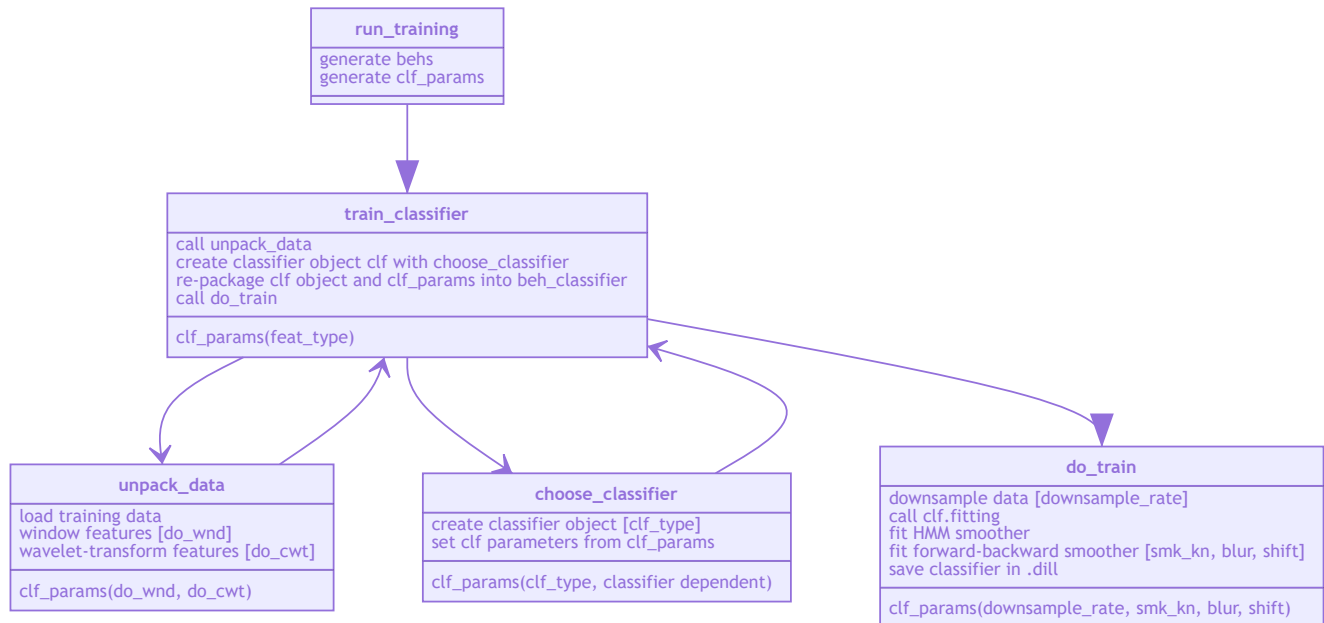 run_training
generate behs
generate clf_params
train_classifier
call unpack_data
create classifier object clf with choose_classifier
re-package clf object and clf_params into beh_classifier
call do_train
clf_params(feat_type)
unpack_data
load training data
window features [do_wnd]
wavelet-transform features [do_cwt]
clf_params(do_wnd, do_cwt)
choose_classifier
create classifier object [clf_type]
set clf parameters from clf_params
clf_params(clf_type, classifier dependent)
do_train
downsample data [downsample_rate]
call clf.fitting
fit HMM smoother
fit forward-backward smoother [smk_kn, blur, shift]
save classifier in .dill
clf_params(downsample_rate, smk_kn, blur, shift)